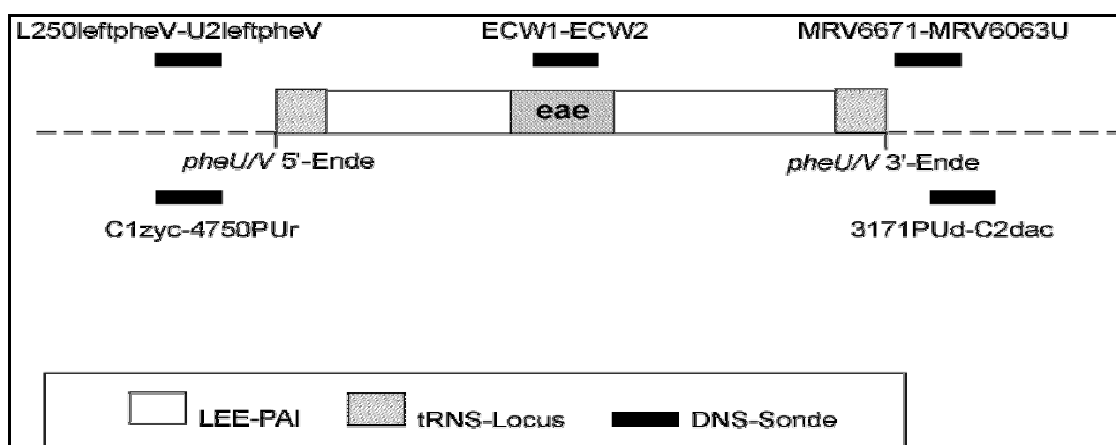 L250leftpheV-U2leftpheV ECW1-ECW2 MRV6671-MRV6063U
eae
pheU/V 5'-Ende pheU/V 3'-Ende
C1zyc-4750PUr 3171PUd-C2dac
LEE-PAI tRNS-Locus DNS-Sonde